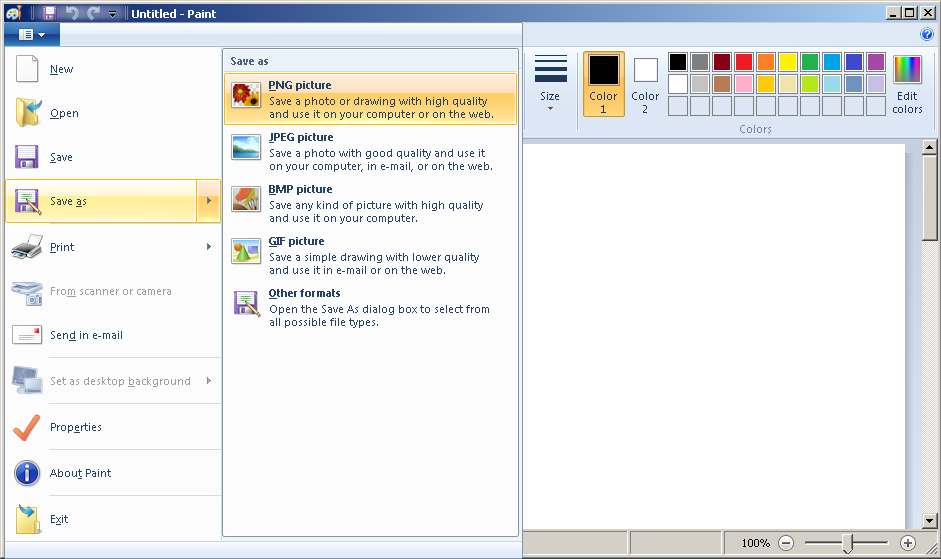 Untitled - Paint
New
Open
Save
Save as
Print
From scanner or camera
Send in e-mail
Set as desktop background
Properties
About Paint
Exit
Save as
PNG picture
Save a photo or drawing with high quality
and use it on your computer or on the web.
JPEG picture
Save a photo with good quality and use it
on your computer, in e-mail, or on the web.
BMP picture
Save any kind of picture with high quality
and use it on your computer.
GIF picture
Save a simple drawing with lower quality
and use it in e-mail or on the web.
Other formats
Open the Save As dialog box to select from
all possible file types.
Size
Color
1
Color
2
Edit
colors
Colors
100%